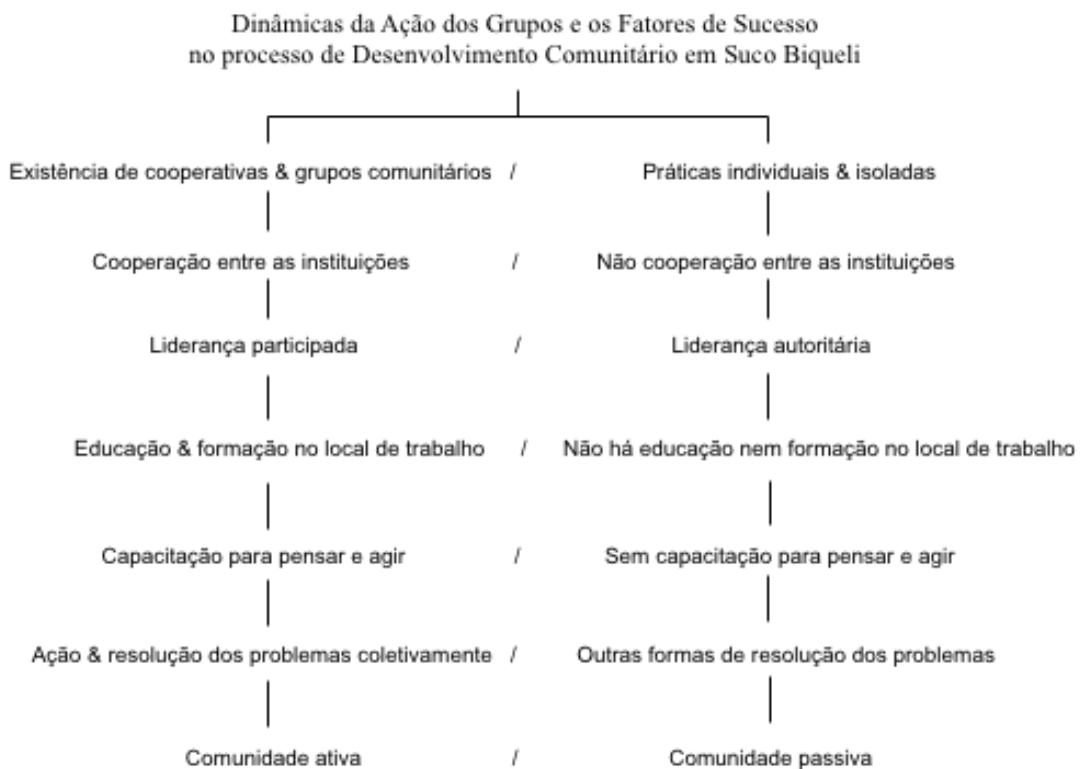 Dinâmicas da Ação dos Grupos e os Fatores de Sucesso
no processo de Desenvolvimento Comunitário em Suco Biqueli
Existência de cooperativas & grupos comunitários / Práticas individuais & isoladas
Cooperação entre as instituições / Não cooperação entre as instituições
Liderança participada / Liderança autoritária
Educação & formação no local de trabalho / Não há educação nem formação no local de trabalho
Capacitação para pensar e agir / Sem capacitação para pensar e agir
Ação & resolução dos problemas coletivamente / Outras formas de resolução dos problemas
Comunidade ativa / Comunidade passiva